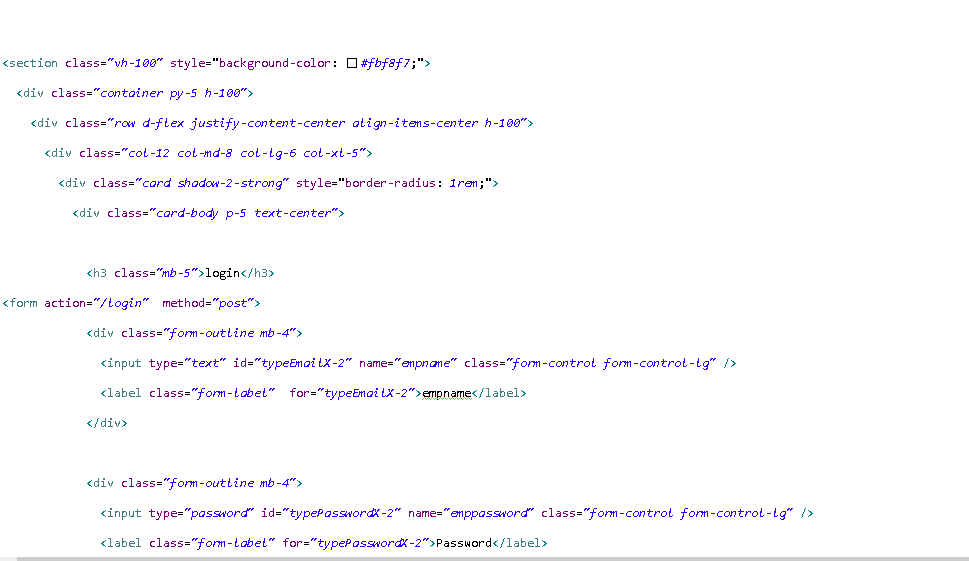 <section class="vh-100" style="background-color: #fbf8f7;">
<div class="container py-5 h-100">
<div class="row d-flex justify-content-center align-items-center h-100">
<div class="col-12 col-md-8 col-lg-6 col-xl-5">
<div class="card shadow-2-strong" style="border-radius: 1rem;">
<div class="card-body p-5 text-center">
<h3 class="mb-5">login</h3>
<form action="/login"  method="post">
<div class="form-outline mb-4">
<input type="text" id="typeEmailX-2" name="empname" class="form-control form-control-lg" />
<label class="form-label"  for="typeEmailX-2">empname</label>
</div>
<div class="form-outline mb-4">
<input type="password" id="typePasswordX-2" name="emppassword" class="form-control form-control-lg" />
<label class="form-label" for="typePasswordX-2">Password</label>